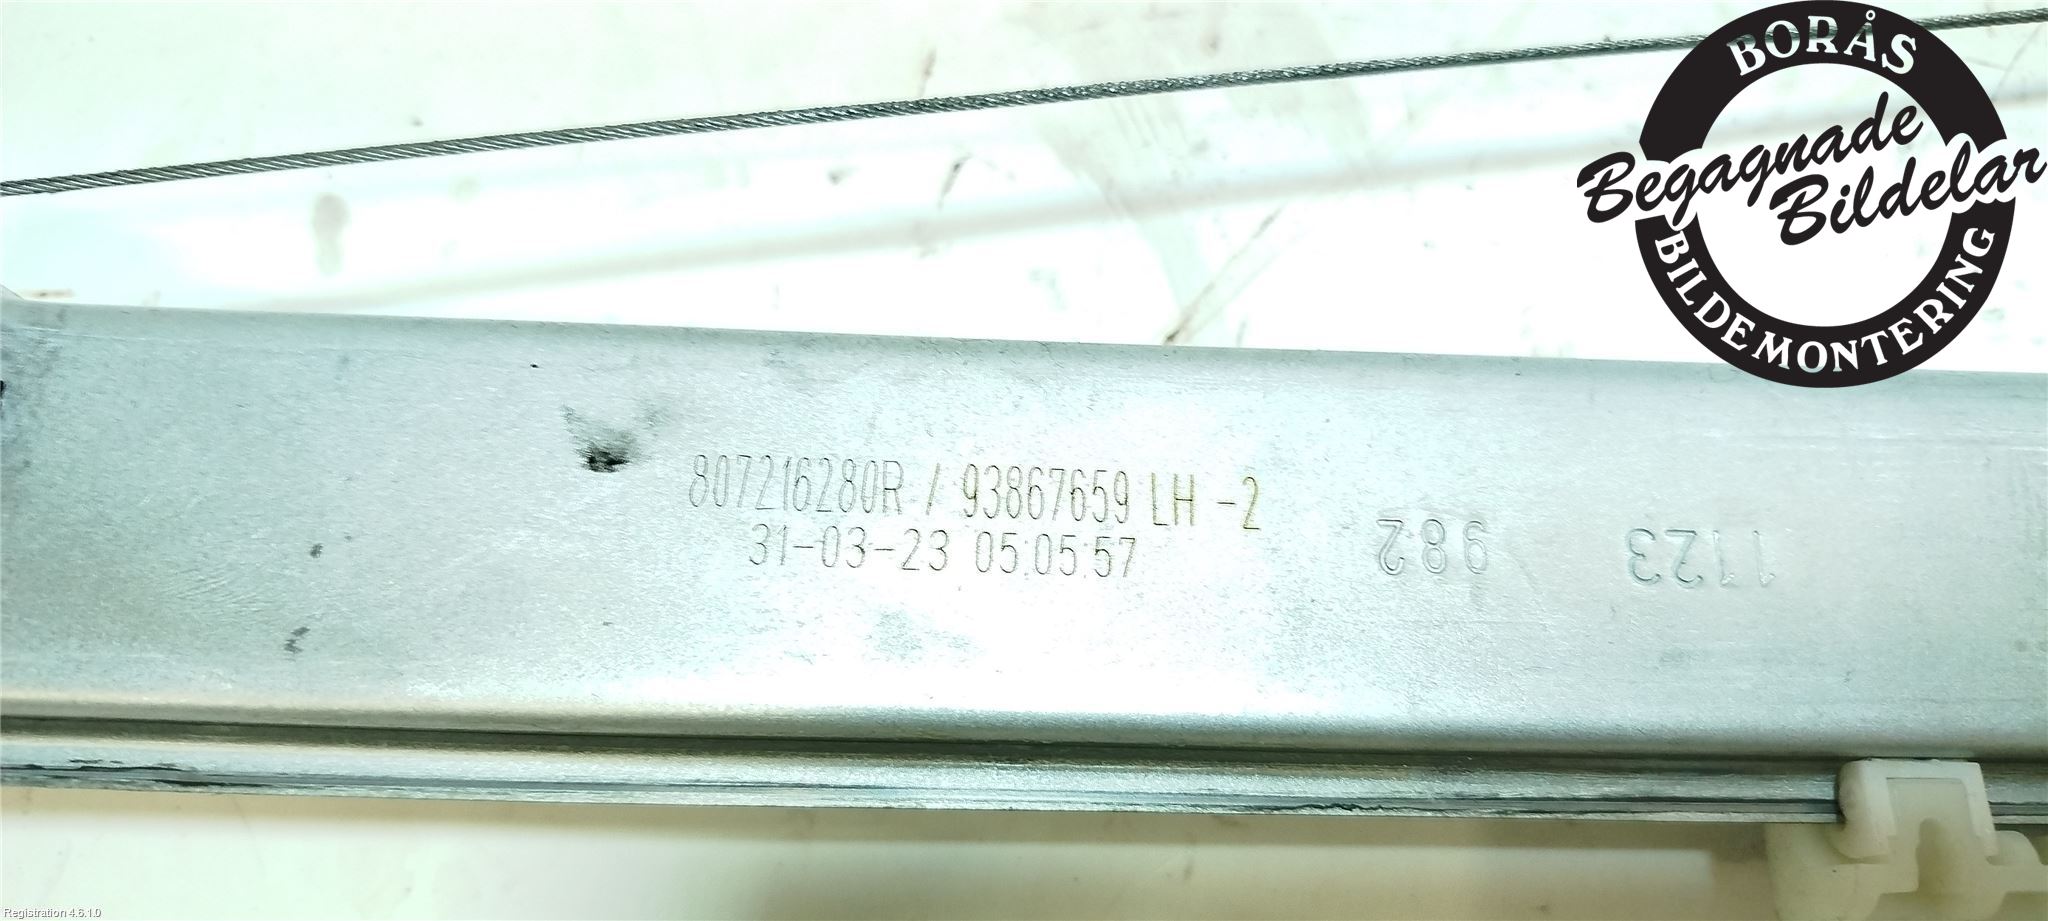 BORÅS
Begagnade
Bildelar
BILDEMONTERING
807216280R / 93867659 LH -2
31-03-23 05:05:57
982
1123
Registration 4.6.1.0